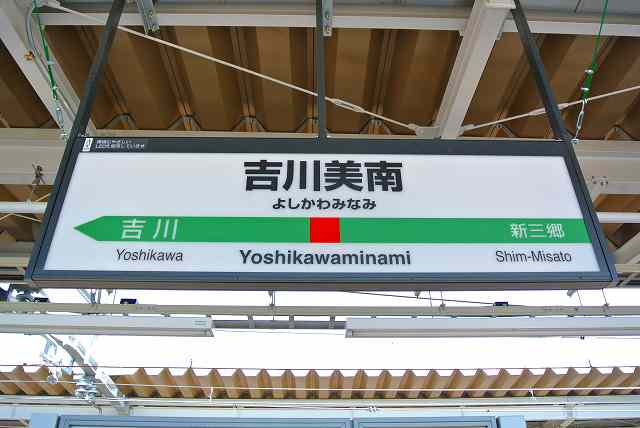 吉川美南
よしかわみなみ
吉川
新三郷
Yoshikawa
Yoshikawaminami
Shim-Misato